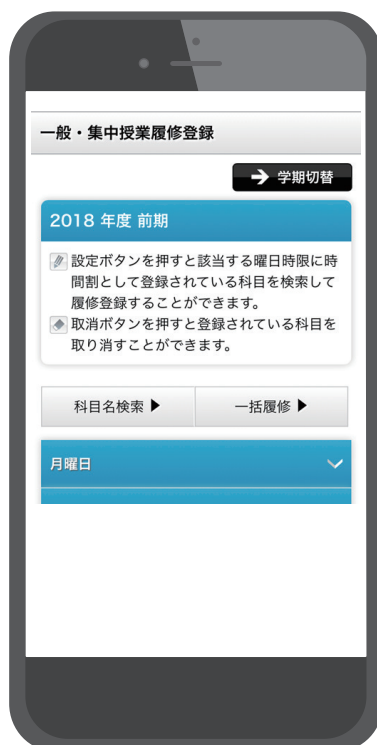 一般・集中授業履修登録
→ 学期切替
2018 年度 前期
設定ボタンを押すと該当する曜日時限に時
間割として登録されている科目を検索して
履修登録することができます。
取消ボタンを押すと登録されている科目を
取り消すことができます。
科目名検索 ▶ 一括履修 ▶
月曜日